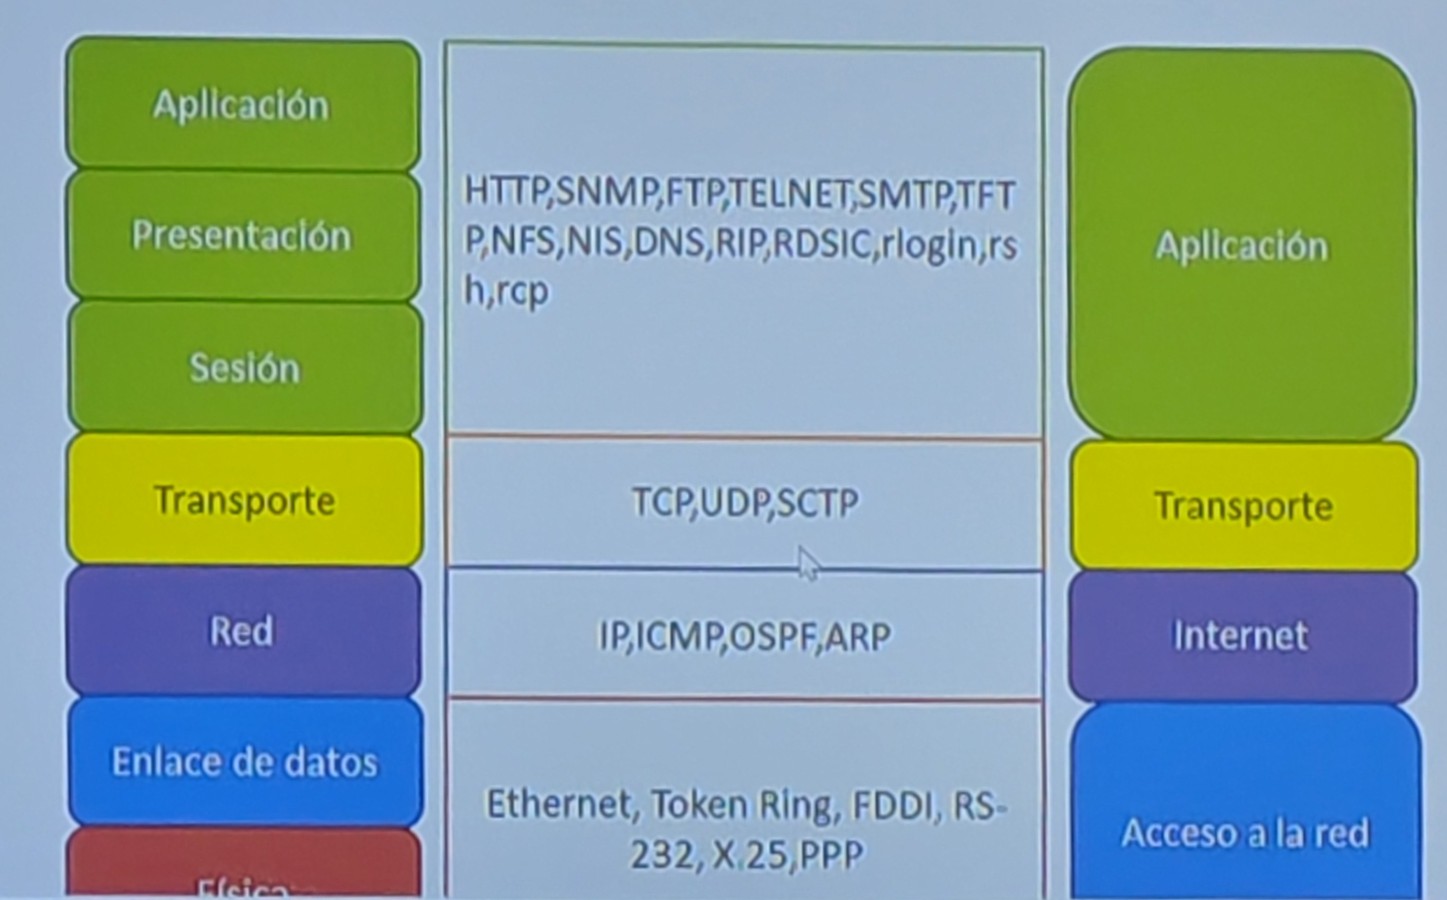 Aplicación
Presentación
Sesión
Transporte
Red
Enlace de datos
Física
HTTP,SNMP,FTP,TELNET,SMTP,TFT
P,NFS,NIS,DNS,RIP,RDSIC,rlogin,rs
h,rcp
TCP,UDP,SCTP
IP,ICMP,OSPF,ARP
Ethernet, Token Ring, FDDI, RS-
232, X.25,PPP
Aplicación
Transporte
Internet
Acceso a la red